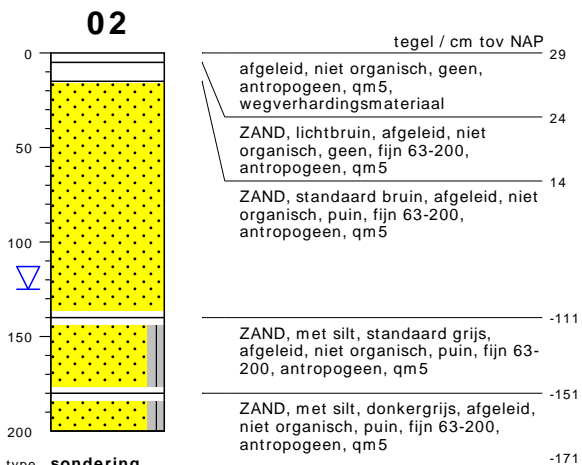 02
tegel / cm tov NAP
0
29
afgeleid, niet organisch, geen,
antropogeen, qm5,
wegverhardingsmateriaal
24
ZAND, lichtbruin, afgeleid, niet
organisch, geen, fijn 63-200,
antropogeen, qm5
50
14
ZAND, standaard bruin, afgeleid, niet
organisch, puin, fijn 63-200,
antropogeen, qm5
100
-111
150
ZAND, met silt, standaard grijs,
afgeleid, niet organisch, puin, fijn 63-
200, antropogeen, qm5
-151
ZAND, met silt, donkergrijs, afgeleid,
niet organisch, puin, fijn 63-200,
antropogeen, qm5
200
-171
type sondering